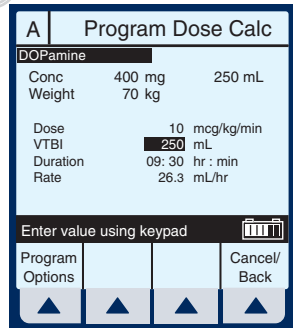 A Program Dose Calc
DOPamine
Conc 400 mg 250 mL
Weight 70 kg
Dose 10 mcg/kg/min
VTBI 250 mL
Duration 09: 30 hr : min
Rate 26.3 mL/hr
Enter value using keypad
Program Options Cancel/ Back